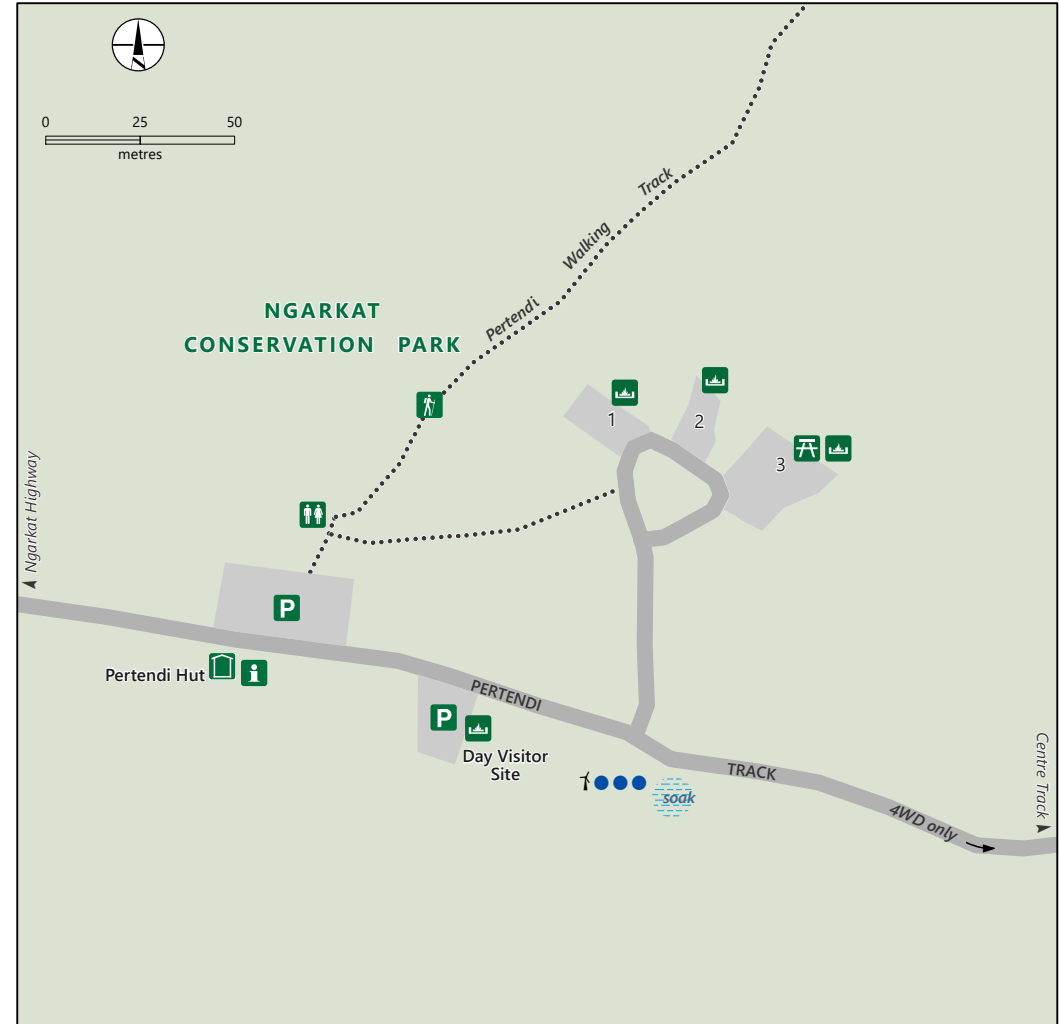 0 25 50
metres
Track
Walking
Pertendi
NGARKAT
CONSERVATION PARK
1
2
3
Ngarkat Highway
P
Pertendi Hut
i
PERTENDI
P
Day Visitor
Site
soak
TRACK
4WD only
Centre Track